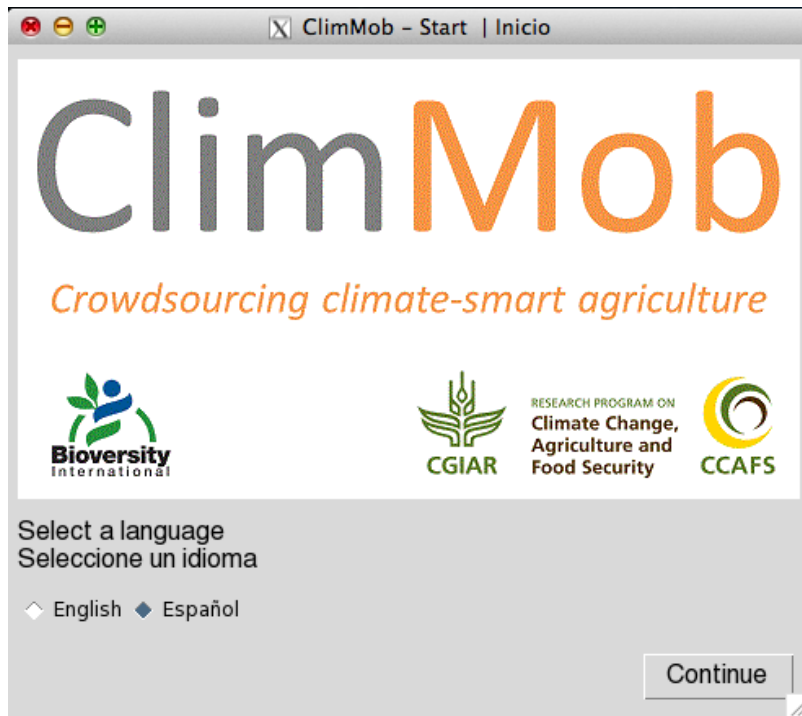 ClimMob – Start | Inicio
ClimMob
Crowdsourcing climate-smart agriculture
Bioversity
International
CGIAR
RESEARCH PROGRAM ON
Climate Change,
Agriculture and
Food Security
CCAFS
Select a language
Seleccione un idioma
English Español
Continue